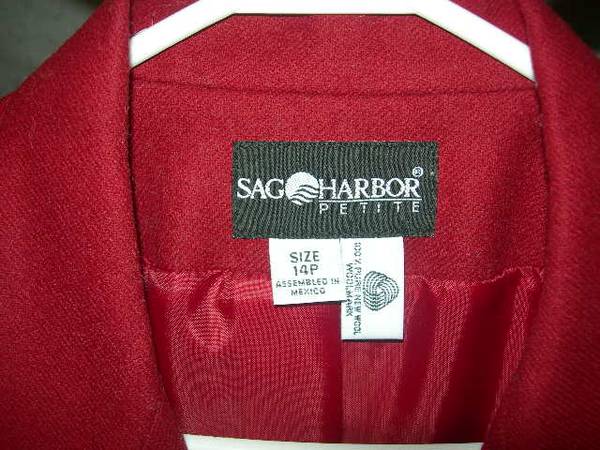 SAG HARBOR®
PETITE
SIZE
14P
ASSEMBLED IN
MEXICO
100% PURE NEW WOOL
WOOLMARK